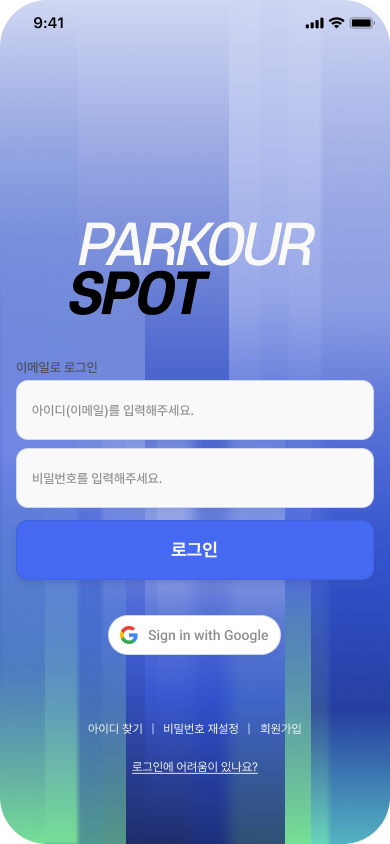 9:41
PARKOUR
SPOT
이메일로 로그인
아이디(이메일)를 입력해주세요.
비밀번호를 입력해주세요.
로그인
Sign in with Google
아이디 찾기 | 비밀번호 재설정 | 회원가입
로그인에 어려움이 있나요?